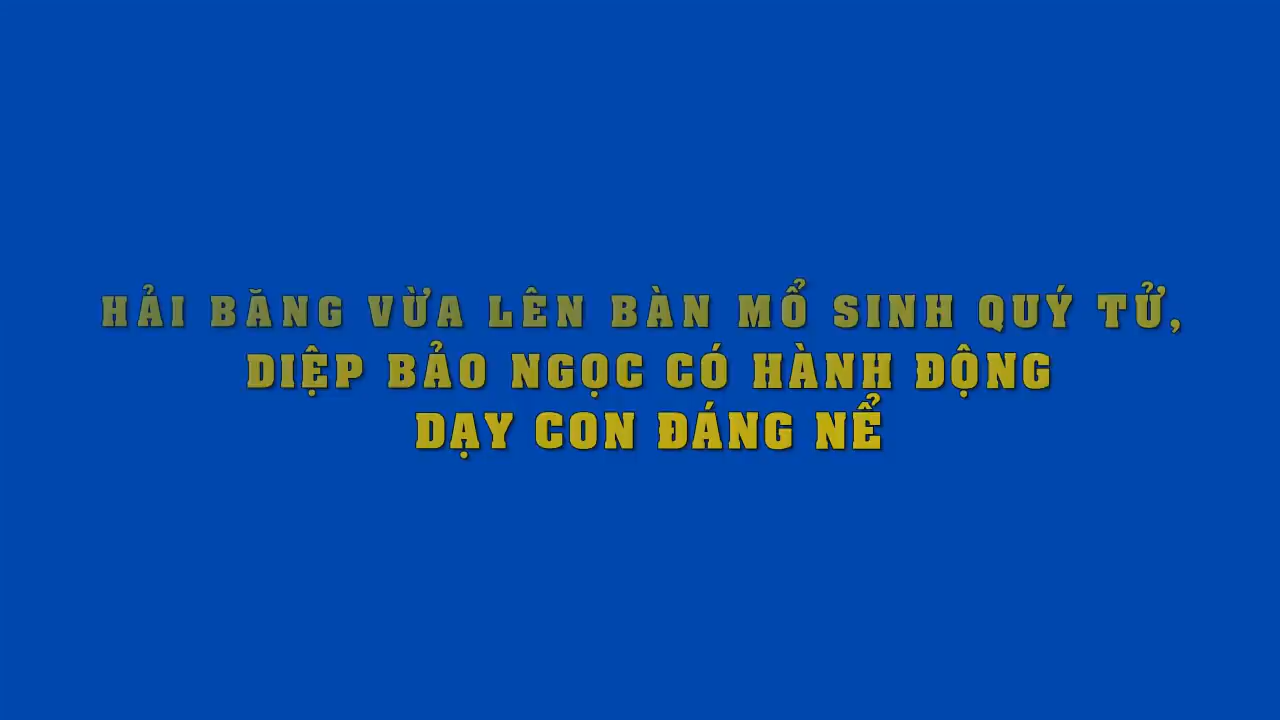 HẢI BĂNG VỪA LÊN BÀN MỔ SINH QUÝ TỬ,
DIỆP BẢO NGỌC CÓ HÀNH ĐỘNG
DẠY CON ĐÁNG NỂ